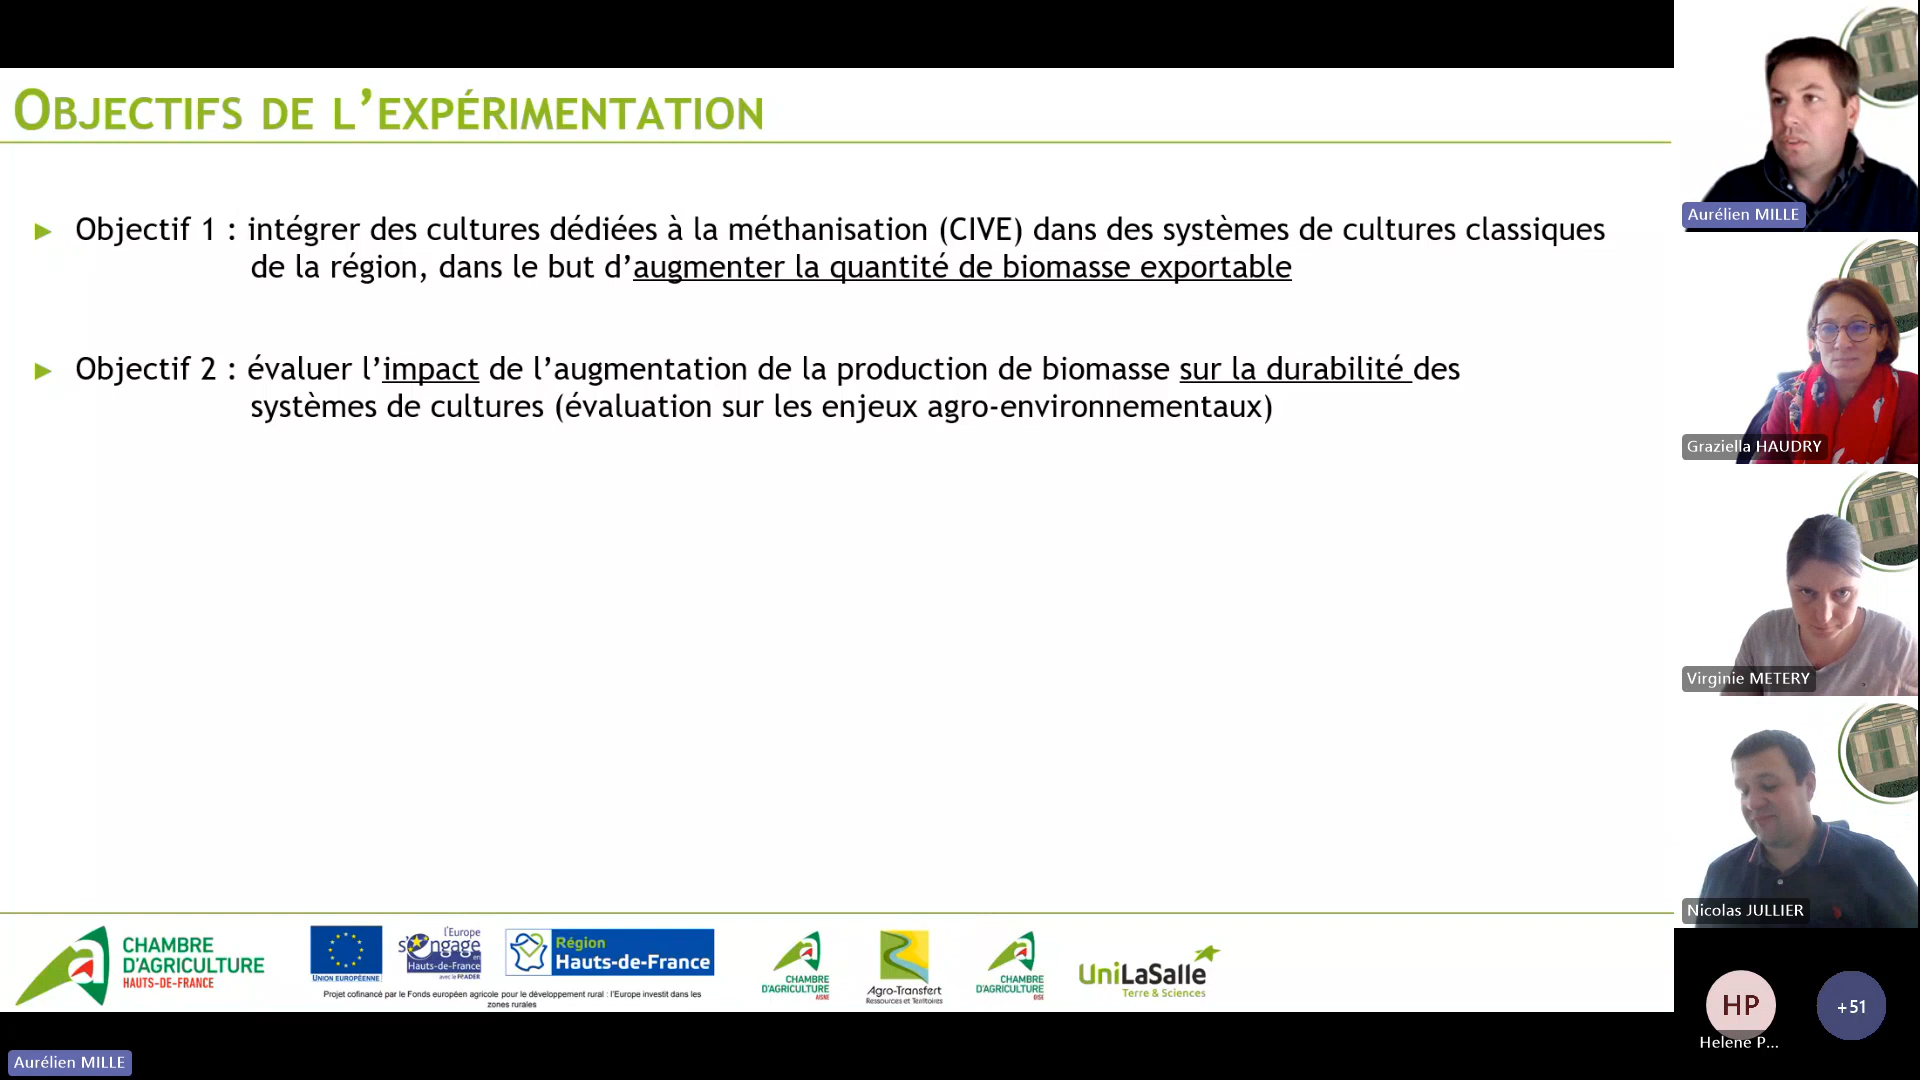 OBJECTIFS DE L’EXPÉRIMENTATION
Objectif 1 : intégrer des cultures dédiées à la méthanisation (CIVE) dans des systèmes de cultures classiques
de la région, dans le but d’augmenter la quantité de biomasse exportable
Objectif 2 : évaluer l’impact de l’augmentation de la production de biomasse sur la durabilité des
systèmes de cultures (évaluation sur les enjeux agro-environnementaux)
CHAMBRE
D'AGRICULTURE
HAUTS-DE-FRANCE
UNION EUROPÉENNE
l'Europe
s'engage
en
Hauts-de-France
avec le FEADER
Région
Hauts-de-France
Projet cofinancé par le Fonds européen agricole pour le développement rural : l'Europe investit dans les
zones rurales
CHAMBRE
D'AGRICULTURE
AISNE
Agro-Transfert
Ressources et Territoires
CHAMBRE
D'AGRICULTURE
OISE
UniLaSalle
Terre & Sciences
Aurélien MILLE
Graziella HAUDRY
Virginie METERY
Nicolas JULLIER
HP
+51
Helene P...
Aurélien MILLE